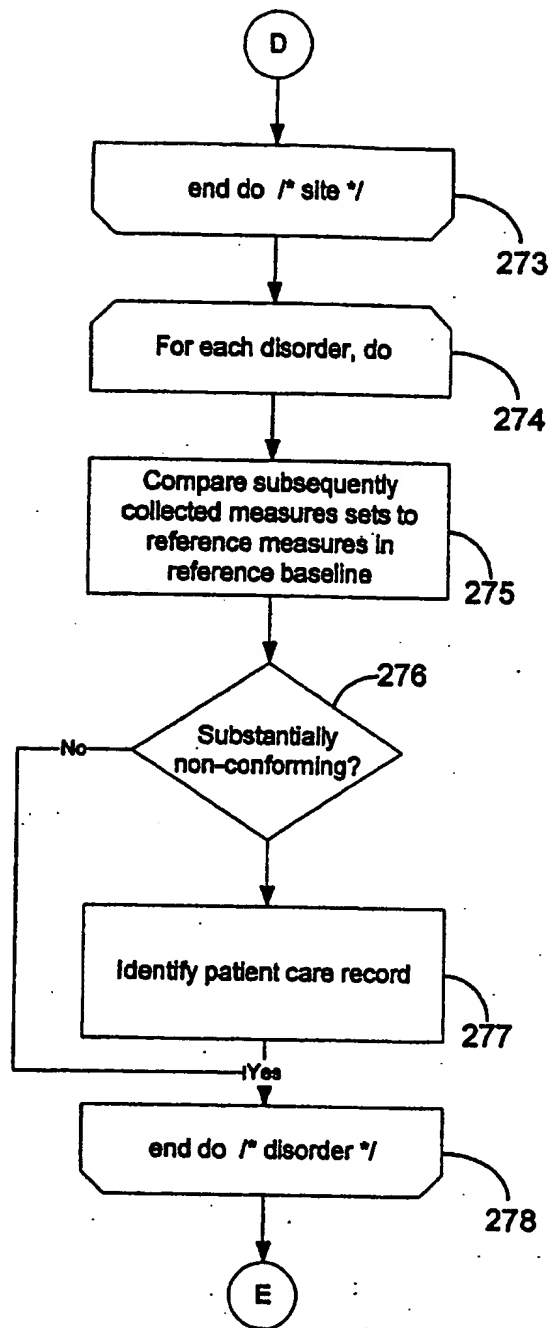 D
end do /* site */
273
For each disorder, do
274
Compare subsequently
collected measures sets to
reference measures in
reference baseline
275
276
Substantially
non-conforming?
No
Identify patient care record
277
Yes
end do /* disorder */
278
E